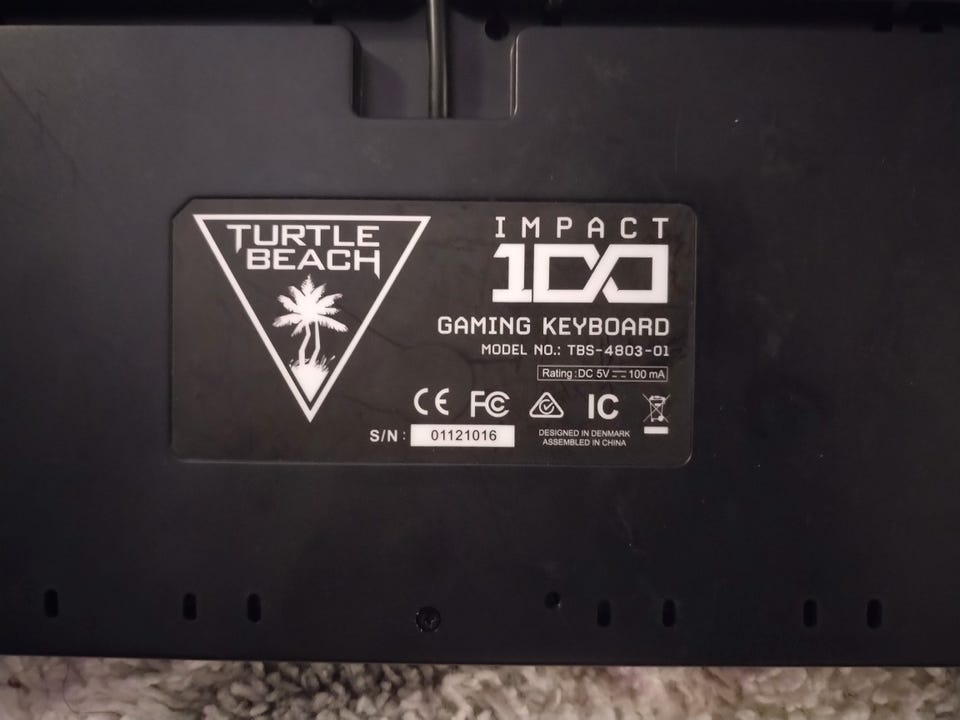 TURTLE
BEACH
IMPACT
100
GAMING KEYBOARD
MODEL NO.: TBS-4803-01
Rating:DC 5V⎓100 mA
CE FC IC
S/N: 01121016
DESIGNED IN DENMARK
ASSEMBLED IN CHINA